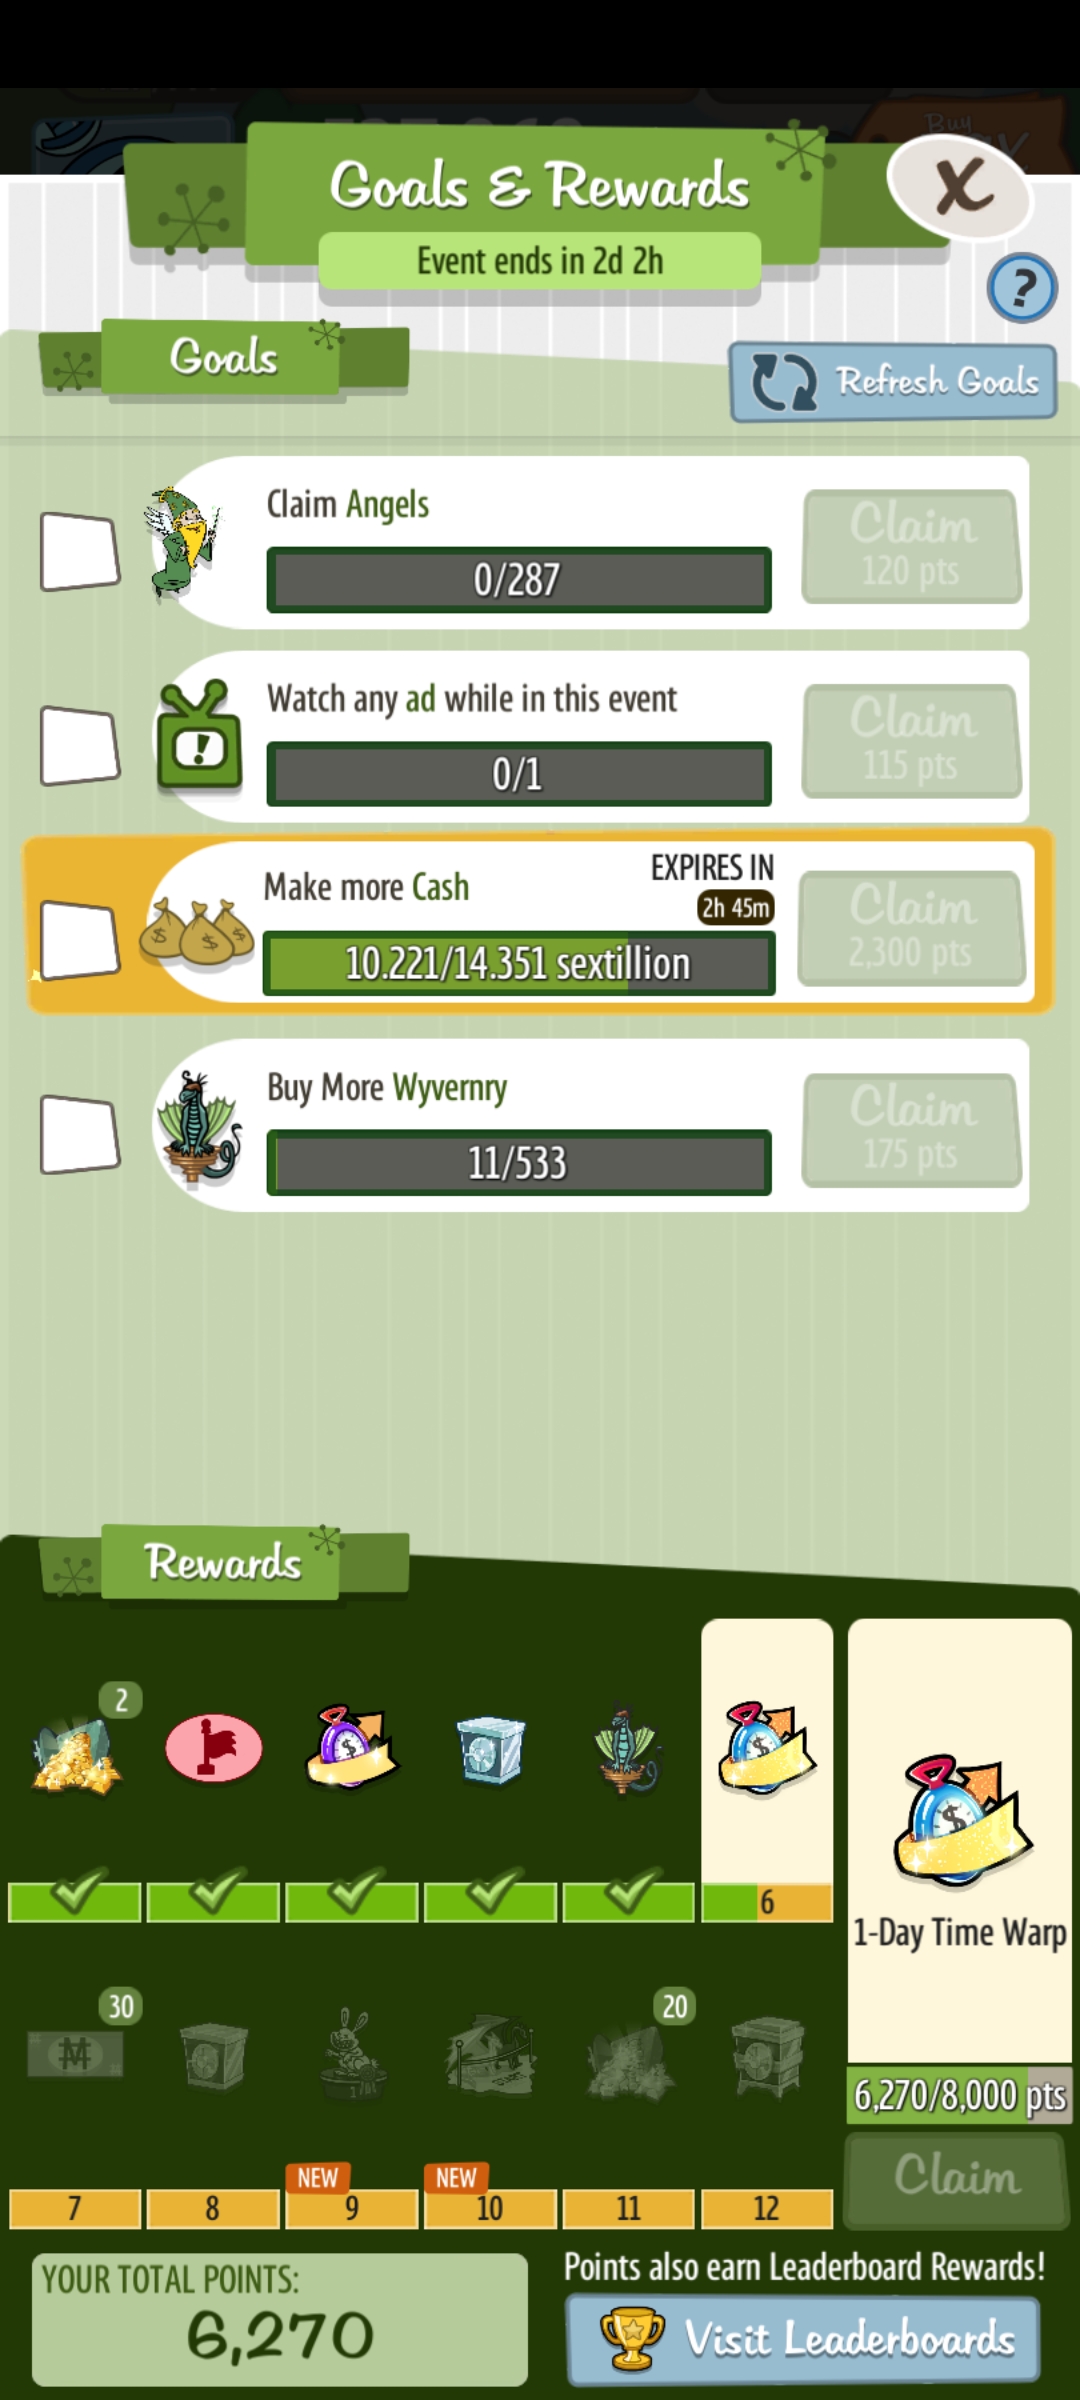 Buy
Goals & Rewards
Event ends in 2d 2h
?
Goals
Refresh Goals
Claim Angels
0/287
Claim
120 pts
Watch any ad while in this event
0/1
Claim
115 pts
Make more Cash
EXPIRES IN
2h 45m
10.221/14.351 sextillion
Claim
2,300 pts
Buy More Wyvernry
11/533
Claim
175 pts
Rewards
2
6
1-Day Time Warp
30
20
6,270/8,000 pts
Claim
NEW
NEW
7
8
9
10
11
12
YOUR TOTAL POINTS:
6,270
Points also earn Leaderboard Rewards!
Visit Leaderboards